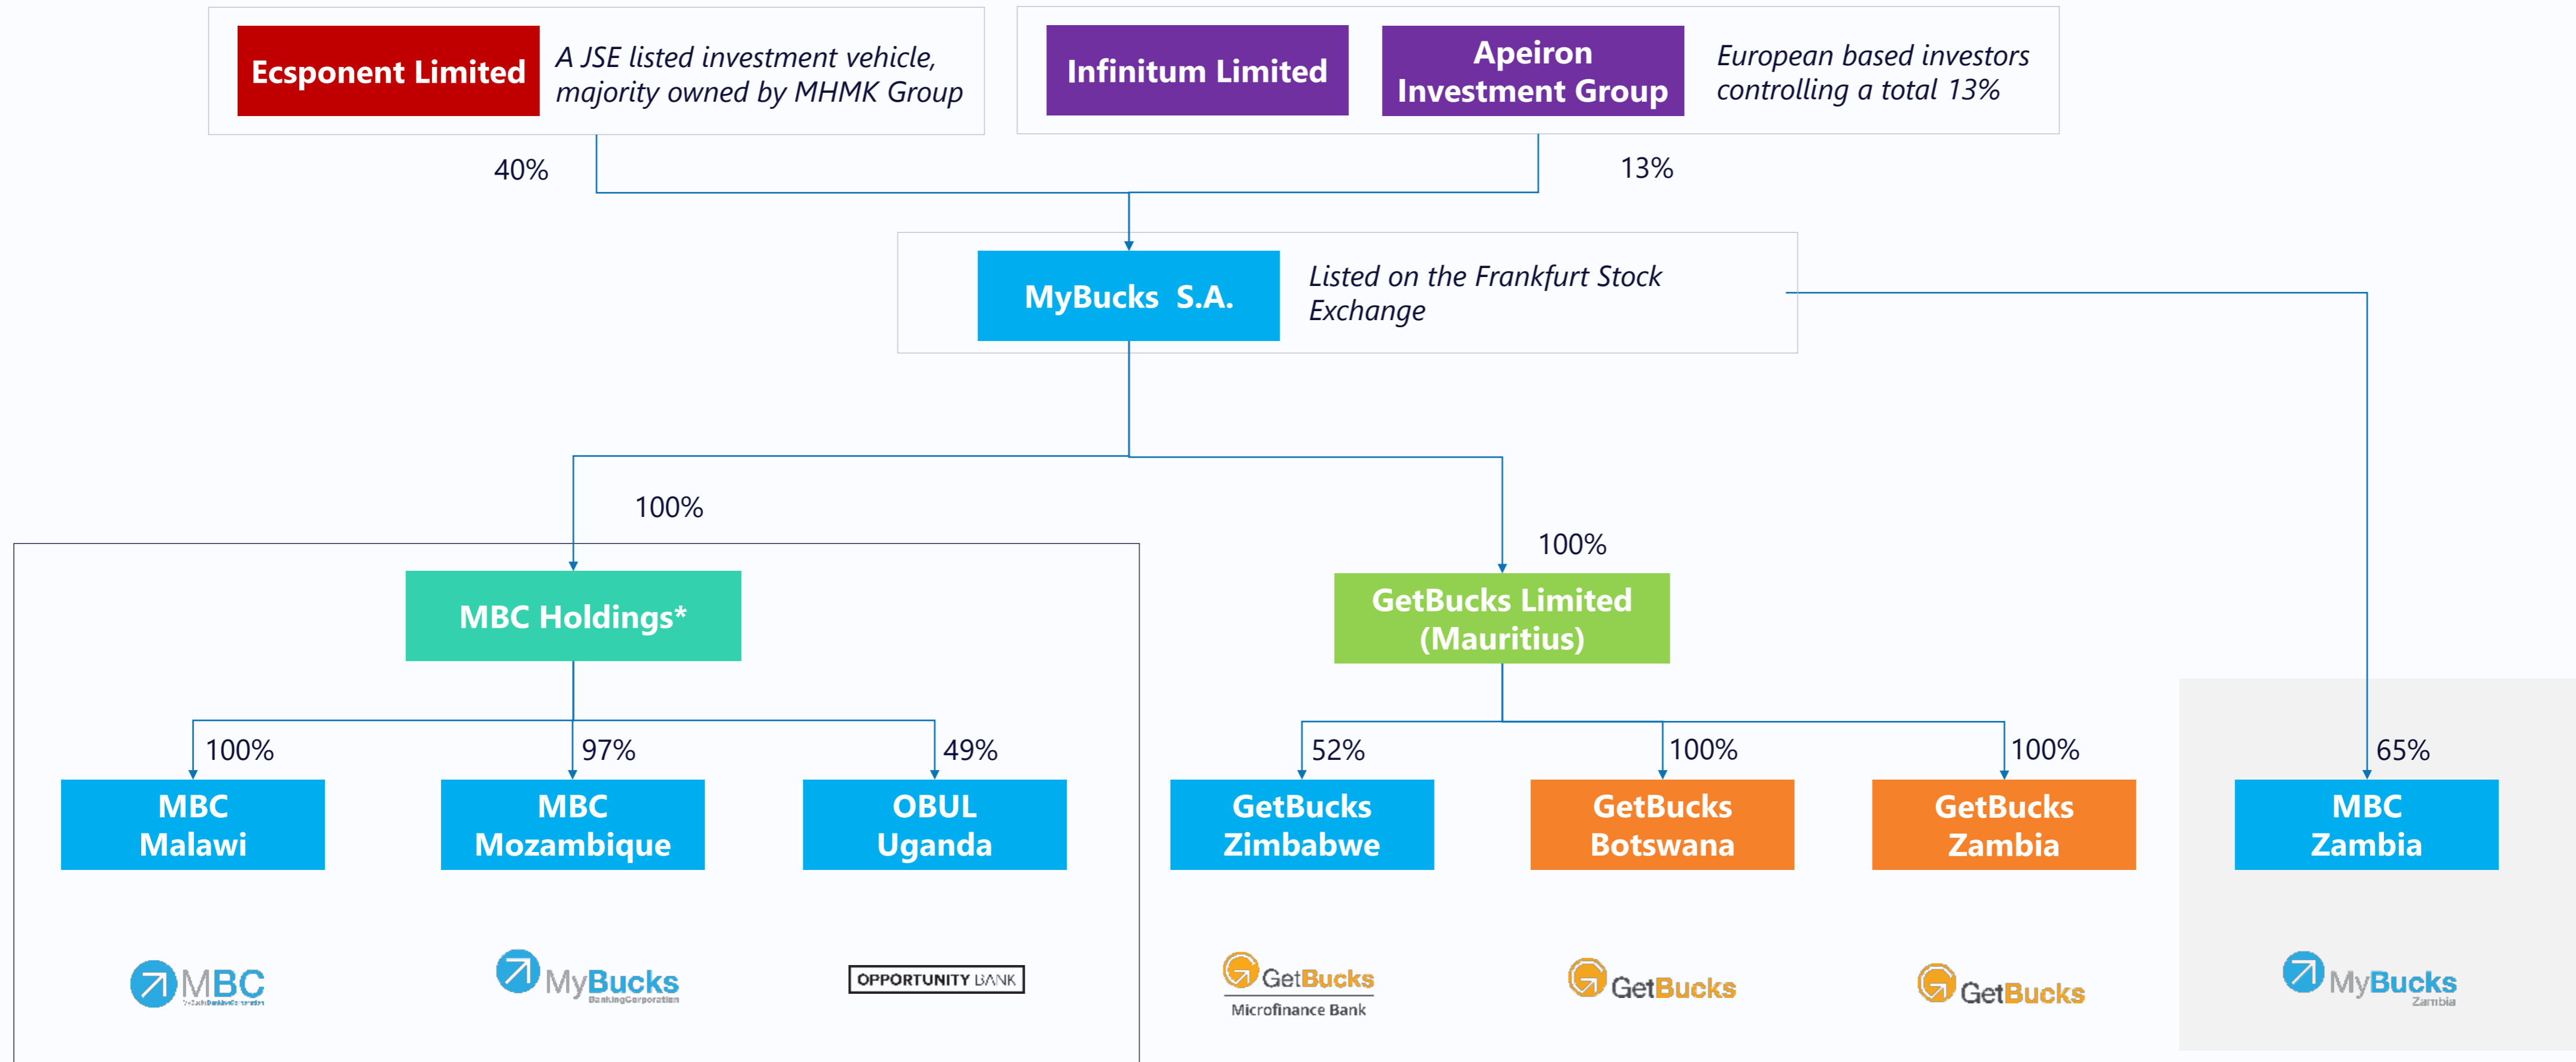 Ecsponent Limited
A JSE listed investment vehicle,
majority owned by MHMK Group
Infinitum Limited
Apeiron
Investment Group
European based investors
controlling a total 13%
40%
13%
MyBucks S.A.
Listed on the Frankfurt Stock
Exchange
100%
100%
MBC Holdings*
GetBucks Limited
(Mauritius)
100%
97%
49%
52%
100%
100%
65%
MBC
Malawi
MBC
Mozambique
OBUL
Uganda
GetBucks
Zimbabwe
GetBucks
Botswana
GetBucks
Zambia
MBC
Zambia
MBC
MyBucks
BankingCorporation
OPPORTUNITY BANK
GetBucks
Microfinance Bank
GetBucks
GetBucks
MyBucks
Zambia